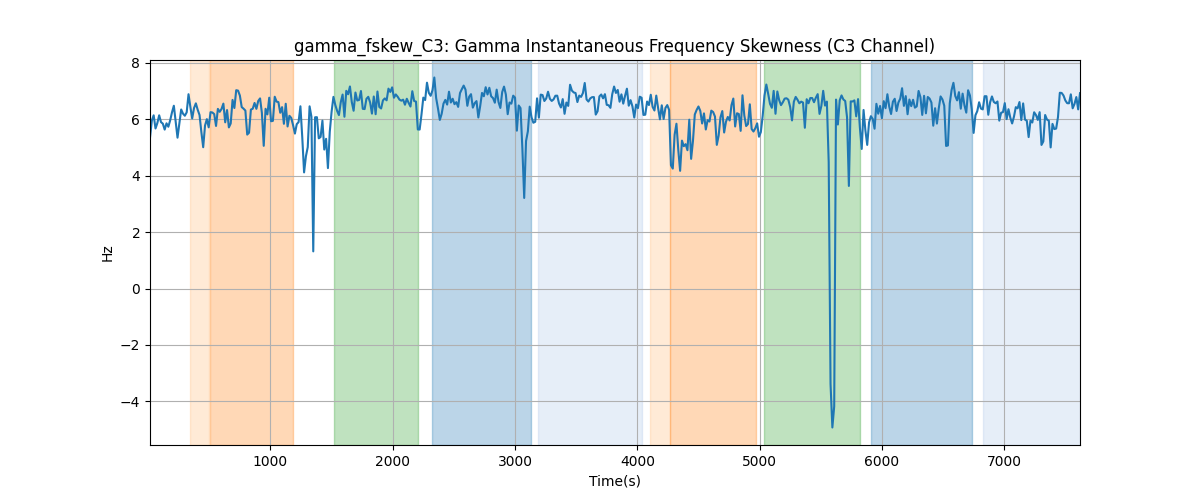 gamma_fskew_C3: Gamma Instantaneous Frequency Skewness (C3 Channel)
8
6
4
2
0
−2
−4
Hz
1000 2000 3000 4000 5000 6000 7000
Time(s)